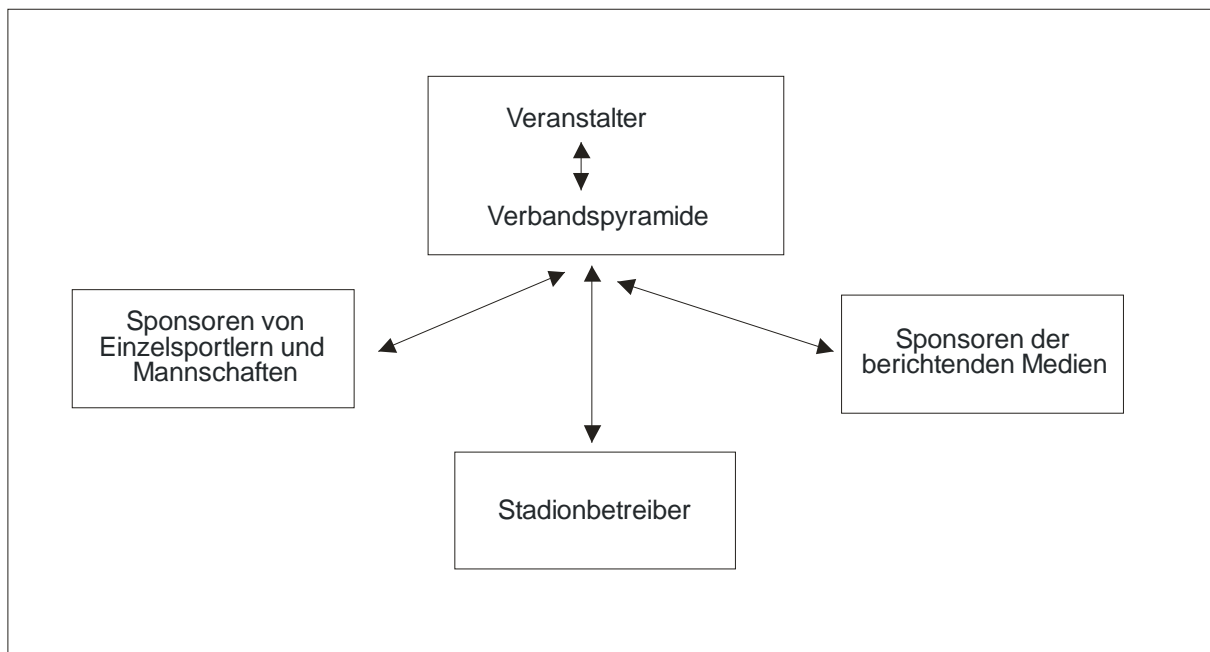 Veranstalter
Verbandspyramide
Sponsoren von
Einzelsportlern und
Mannschaften
Sponsoren der
berichtenden Medien
Stadionbetreiber